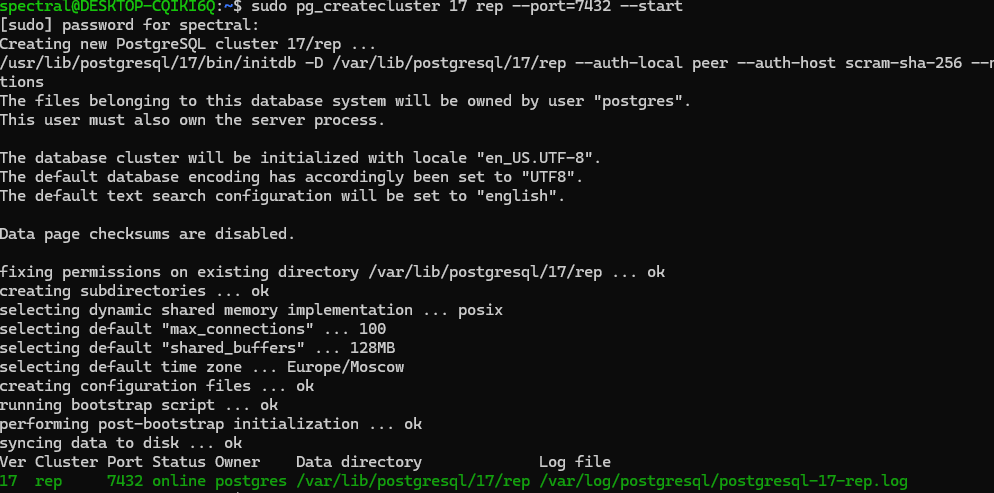 spectral@DESKTOP-CQIKI6Q:~$ sudo pg_createcluster 17 rep --port=7432 --start
[sudo] password for spectral:
Creating new PostgreSQL cluster 17/rep ...
/usr/lib/postgresql/17/bin/initdb -D /var/lib/postgresql/17/rep --auth-local peer --auth-host scram-sha-256 --n
tions
The files belonging to this database system will be owned by user "postgres".
This user must also own the server process.
The database cluster will be initialized with locale "en_US.UTF-8".
The default database encoding has accordingly been set to "UTF8".
The default text search configuration will be set to "english".
Data page checksums are disabled.
fixing permissions on existing directory /var/lib/postgresql/17/rep ... ok
creating subdirectories ... ok
selecting dynamic shared memory implementation ... posix
selecting default "max_connections" ... 100
selecting default "shared_buffers" ... 128MB
selecting default time zone ... Europe/Moscow
creating configuration files ... ok
running bootstrap script ... ok
performing post-bootstrap initialization ... ok
syncing data to disk ... ok
Ver Cluster Port Status Owner    Data directory              Log file
17  rep     7432 online postgres /var/lib/postgresql/17/rep /var/log/postgresql/postgresql-17-rep.log